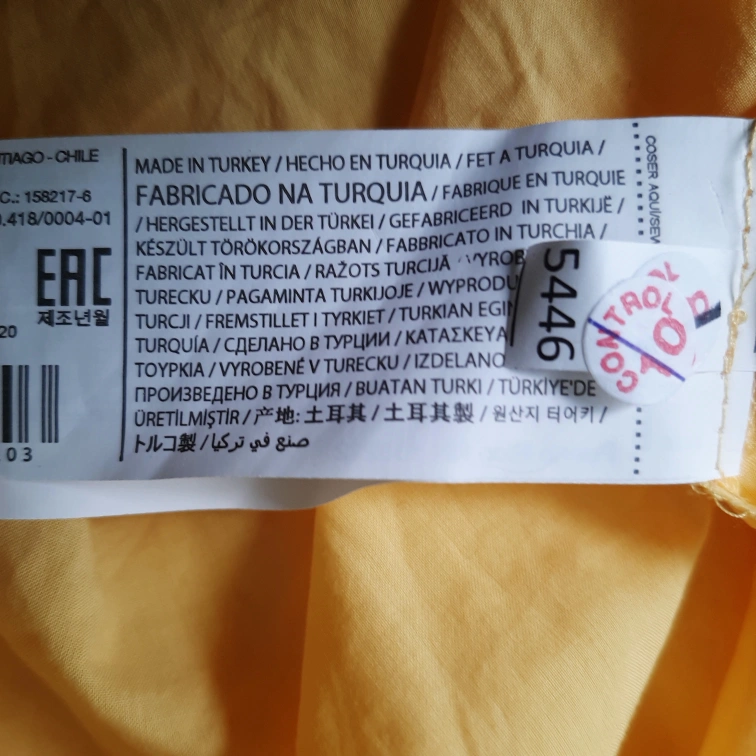 TIAGO - CHILE
C.: 158217-6
.418/0004-01
EAC
제조년월
20
03
MADE IN TURKEY / HECHO EN TURQUIA / FET A TURQUIA /
FABRICADO NA TURQUIA / FABRIQUE EN TURQUIE
/ HERGESTELLT IN DER TÜRKEI / GEFABRICEERD IN TURKIJË /
KÉSZÜLT TÖRÖKORSZÁGBAN / FABBRICATO IN TURCHIA /
FABRICAT ÎN TURCIA / RAŽOTS TURCIJĀ
TURECKU / PAGAMINTA TURKIJOJE / WYPRODU
TURCJI / FREMSTILLET I TYRKIET / TURKIAN EGI
TURQUÍA / СДЕЛАНО В ТУРЦИИ / ΚΑΤΑΣΚΕΥΑ
ΤΟΥΡΚΙΑ / VYROBENÉ V TURECKU / IZDELANO
ПРОИЗВЕДЕНО В ТУРЦИЯ / BUATAN TURKI / TÜRKİYE'DE
ÜRETİLMİŞTİR / 产地: 土耳其 / 土耳其製 / 원산지 터어키 /
トルコ製 / صنع في تركيا
COSER AQUI/SEW
5446
CONTROL